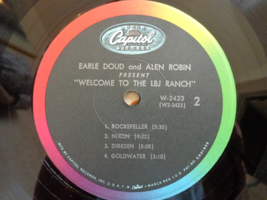 Capitol
RECORDS
EARLE DOUD and ALEN ROBIN
PRESENT
"WELCOME TO THE LBJ RANCH"
W-2423
(W2-2423)
2
1. ROCKEFELLER
2. NIXON
3. DIRKSEN
4. GOLDWATER